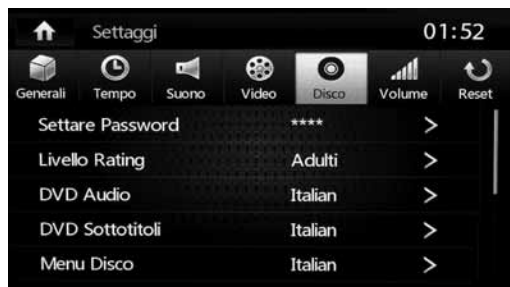 Settaggi 01:52
Generali Tempo Suono Video Disco Volume Reset
Settare Password **** >
Livello Rating Adulti >
DVD Audio Italian >
DVD Sottotitoli Italian >
Menu Disco Italian >